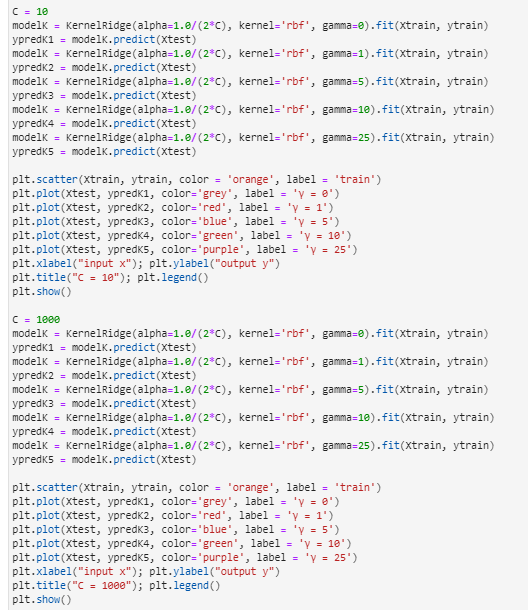 C = 10
modelK = KernelRidge(alpha=1.0/(2*C), kernel='rbf', gamma=0).fit(Xtrain, ytrain)
ypredK1 = modelK.predict(Xtest)
modelK = KernelRidge(alpha=1.0/(2*C), kernel='rbf', gamma=1).fit(Xtrain, ytrain)
ypredK2 = modelK.predict(Xtest)
modelK = KernelRidge(alpha=1.0/(2*C), kernel='rbf', gamma=5).fit(Xtrain, ytrain)
ypredK3 = modelK.predict(Xtest)
modelK = KernelRidge(alpha=1.0/(2*C), kernel='rbf', gamma=10).fit(Xtrain, ytrain)
ypredK4 = modelK.predict(Xtest)
modelK = KernelRidge(alpha=1.0/(2*C), kernel='rbf', gamma=25).fit(Xtrain, ytrain)
ypredK5 = modelK.predict(Xtest)
plt.scatter(Xtrain, ytrain, color = 'orange', label = 'train')
plt.plot(Xtest, ypredK1, color='grey', label = 'γ = 0')
plt.plot(Xtest, ypredK2, color='red', label = 'γ = 1')
plt.plot(Xtest, ypredK3, color='blue', label = 'γ = 5')
plt.plot(Xtest, ypredK4, color='green', label = 'γ = 10')
plt.plot(Xtest, ypredK5, color='purple', label = 'γ = 25')
plt.xlabel("input x"); plt.ylabel("output y")
plt.title("C = 10"); plt.legend()
plt.show()
C = 1000
modelK = KernelRidge(alpha=1.0/(2*C), kernel='rbf', gamma=0).fit(Xtrain, ytrain)
ypredK1 = modelK.predict(Xtest)
modelK = KernelRidge(alpha=1.0/(2*C), kernel='rbf', gamma=1).fit(Xtrain, ytrain)
ypredK2 = modelK.predict(Xtest)
modelK = KernelRidge(alpha=1.0/(2*C), kernel='rbf', gamma=5).fit(Xtrain, ytrain)
ypredK3 = modelK.predict(Xtest)
modelK = KernelRidge(alpha=1.0/(2*C), kernel='rbf', gamma=10).fit(Xtrain, ytrain)
ypredK4 = modelK.predict(Xtest)
modelK = KernelRidge(alpha=1.0/(2*C), kernel='rbf', gamma=25).fit(Xtrain, ytrain)
ypredK5 = modelK.predict(Xtest)
plt.scatter(Xtrain, ytrain, color = 'orange', label = 'train')
plt.plot(Xtest, ypredK1, color='grey', label = 'γ = 0')
plt.plot(Xtest, ypredK2, color='red', label = 'γ = 1')
plt.plot(Xtest, ypredK3, color='blue', label = 'γ = 5')
plt.plot(Xtest, ypredK4, color='green', label = 'γ = 10')
plt.plot(Xtest, ypredK5, color='purple', label = 'γ = 25')
plt.xlabel("input x"); plt.ylabel("output y")
plt.title("C = 1000"); plt.legend()
plt.show()